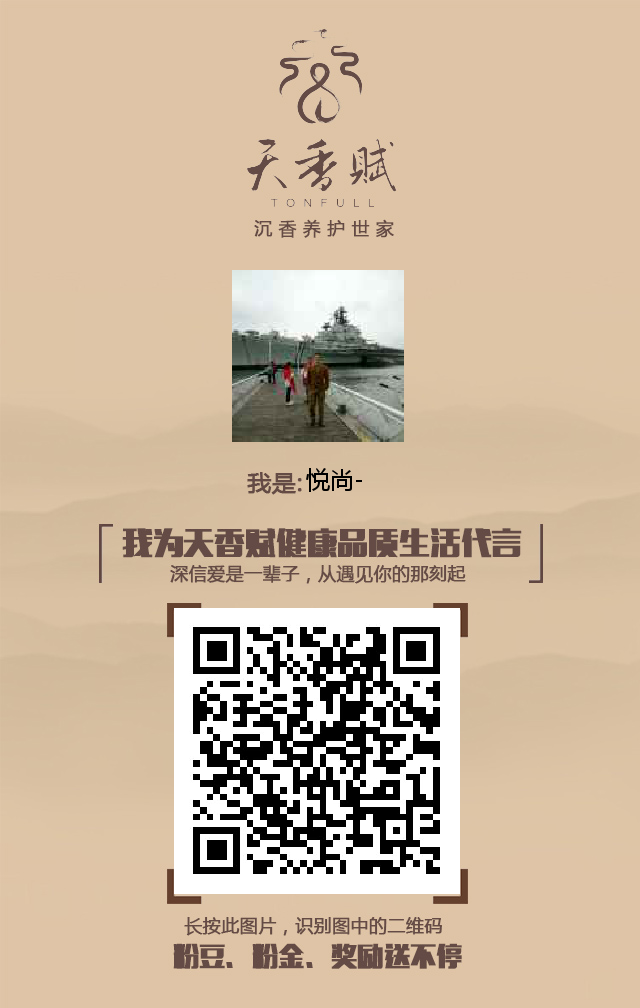 天香赋
TONFULL
沉香养护世家
我是:悦尚-
我为天香赋健康品质生活代言
深信爱是一辈子，从遇见你的那刻起
长按此图片，识别图中的二维码
粉豆、粉金、奖励送不停